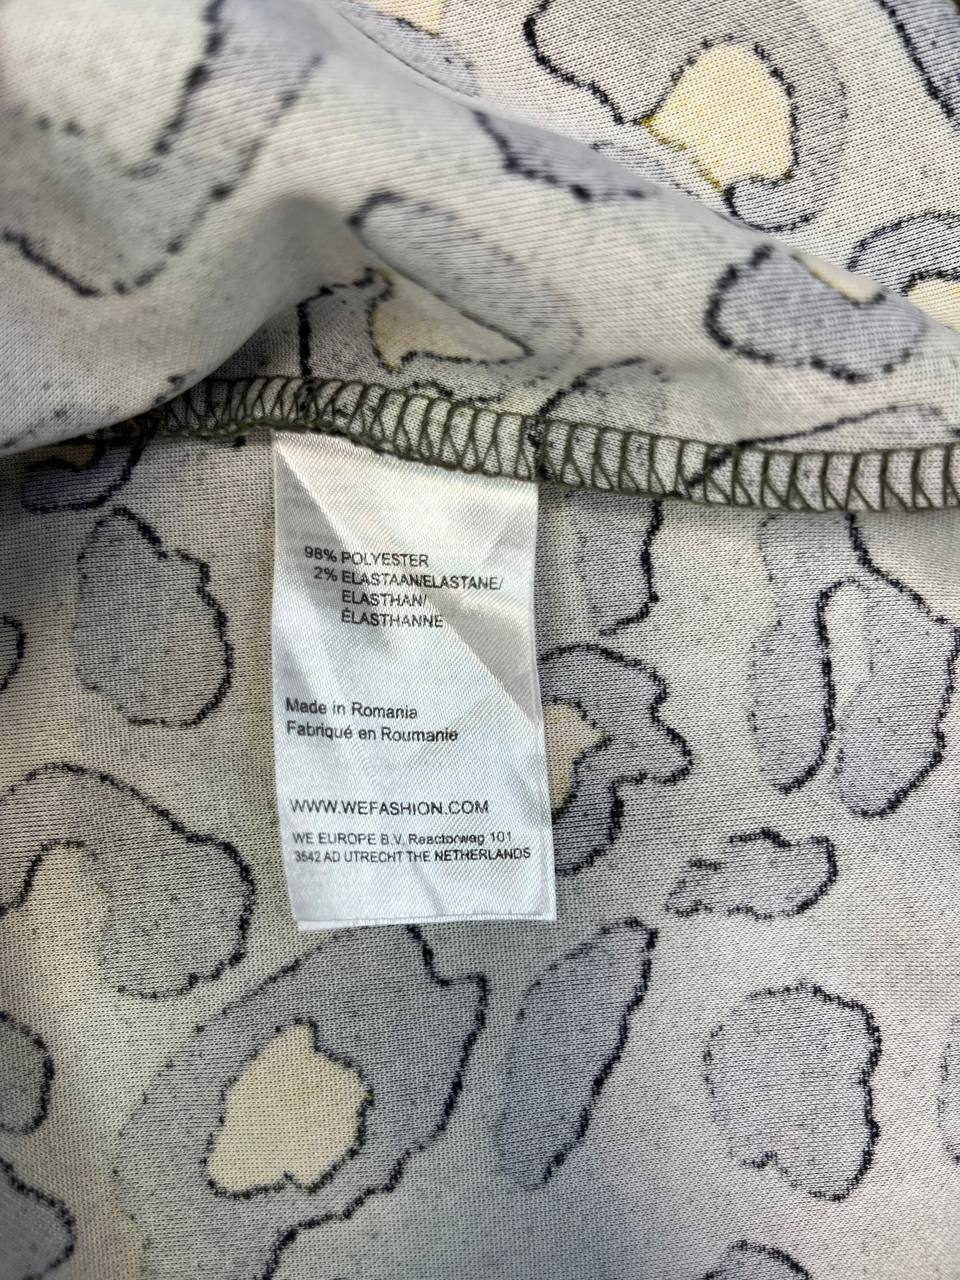 98% POLYESTER
2% ELASTAAN/ELASTANE/
ELASTHAN/
ÉLASTHANNE
Made in Romania
Fabriqué en Roumanie
WWW.WEFASHION.COM
WE EUROPE B.V. Reactorweg 101
3542 AD UTRECHT THE NETHERLANDS